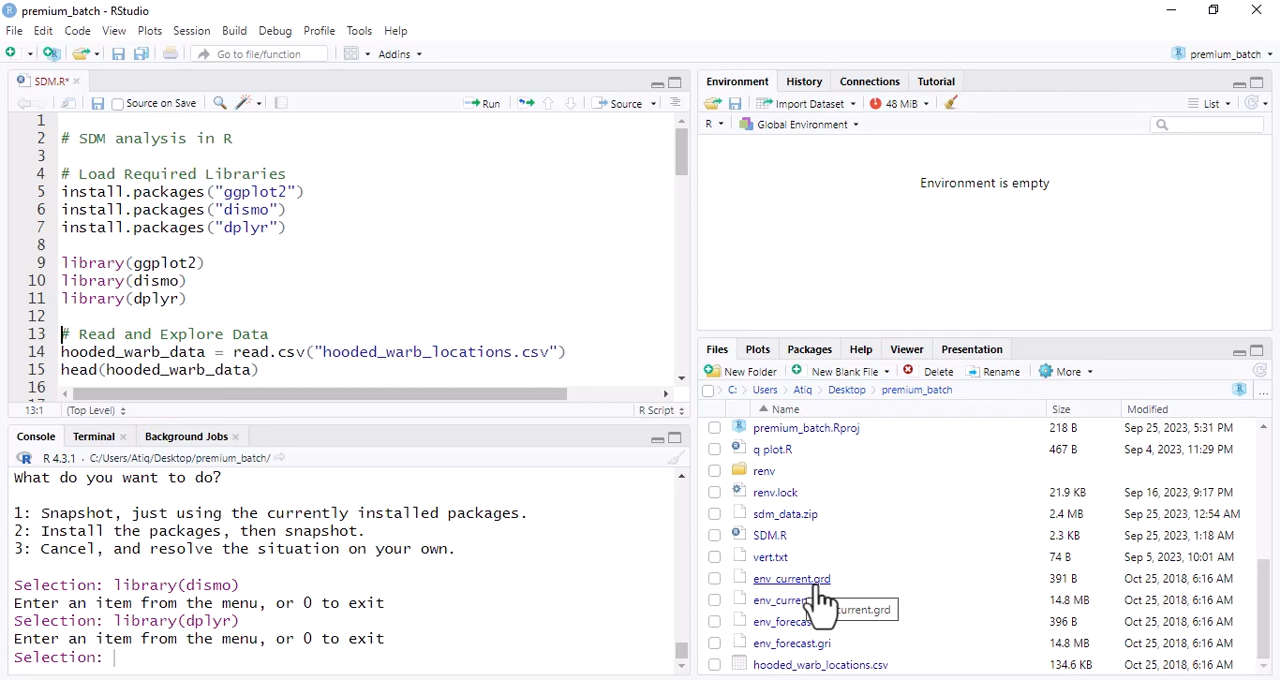 premium_batch - RStudio
File Edit Code View Plots Session Build Debug Profile Tools Help
Go to file/function Addins premium_batch
SDM.R*
Source on Save Run Source
1
2 # SDM analysis in R
3
4 # Load Required Libraries
5 install.packages("ggplot2")
6 install.packages("dismo")
7 install.packages("dplyr")
8
9 library(ggplot2)
10 library(dismo)
11 library(dplyr)
12
13 # Read and Explore Data
14 hooded_warb_data = read.csv("hooded_warb_locations.csv")
15 head(hooded_warb_data)
16
13:1 (Top Level) R Script
Console Terminal Background Jobs
R 4.3.1 · C:/Users/Atiq/Desktop/premium_batch/
What do you want to do?
1: Snapshot, just using the currently installed packages.
2: Install the packages, then snapshot.
3: Cancel, and resolve the situation on your own.
Selection: library(dismo)
Enter an item from the menu, or 0 to exit
Selection: library(dplyr)
Enter an item from the menu, or 0 to exit
Selection:
Environment History Connections Tutorial
Import Dataset 48 MiB List
R Global Environment
Environment is empty
Files Plots Packages Help Viewer Presentation
New Folder New Blank File Delete Rename More
C: Users Atiq Desktop premium_batch
Name Size Modified
premium_batch.Rproj 218 B Sep 25, 2023, 5:31 PM
q plot.R 467 B Sep 4, 2023, 11:29 PM
renv
renv.lock 21.9 KB Sep 16, 2023, 9:17 PM
sdm_data.zip 2.4 MB Sep 25, 2023, 12:54 AM
SDM.R 2.3 KB Sep 25, 2023, 1:18 AM
vert.txt 74 B Sep 5, 2023, 10:01 AM
env_current.grd 391 B Oct 25, 2018, 6:16 AM
env_curren 14.8 MB Oct 25, 2018, 6:16 AM
current.grd
env_forecas 396 B Oct 25, 2018, 6:16 AM
env_forecast.gri 14.8 MB Oct 25, 2018, 6:16 AM
hooded_warb_locations.csv 134.6 KB Oct 25, 2018, 6:16 AM